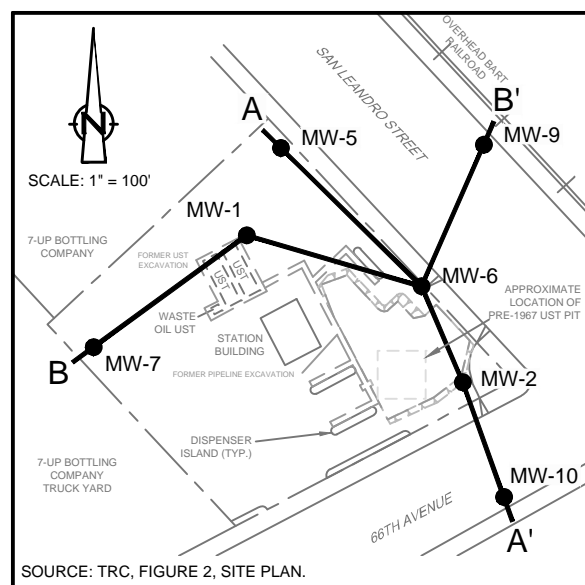 OVERHEAD BART
RAILROAD
SAN LEANDRO
STREET
B'
A
MW-9
MW-5
N
SCALE: 1" = 100'
MW-1
7-UP BOTTLING
COMPANY
FORMER UST
EXCAVATION
UST
UST
MW-6
APPROXIMATE
LOCATION OF
PRE-1967 UST PIT
WASTE
OIL UST
STATION
BUILDING
MW-7
B
FORMER PIPELINE EXCAVATION
MW-2
DISPENSER
ISLAND (TYP.)
7-UP BOTTLING
COMPANY
TRUCK YARD
MW-10
66TH AVENUE
A'
SOURCE: TRC, FIGURE 2, SITE PLAN.